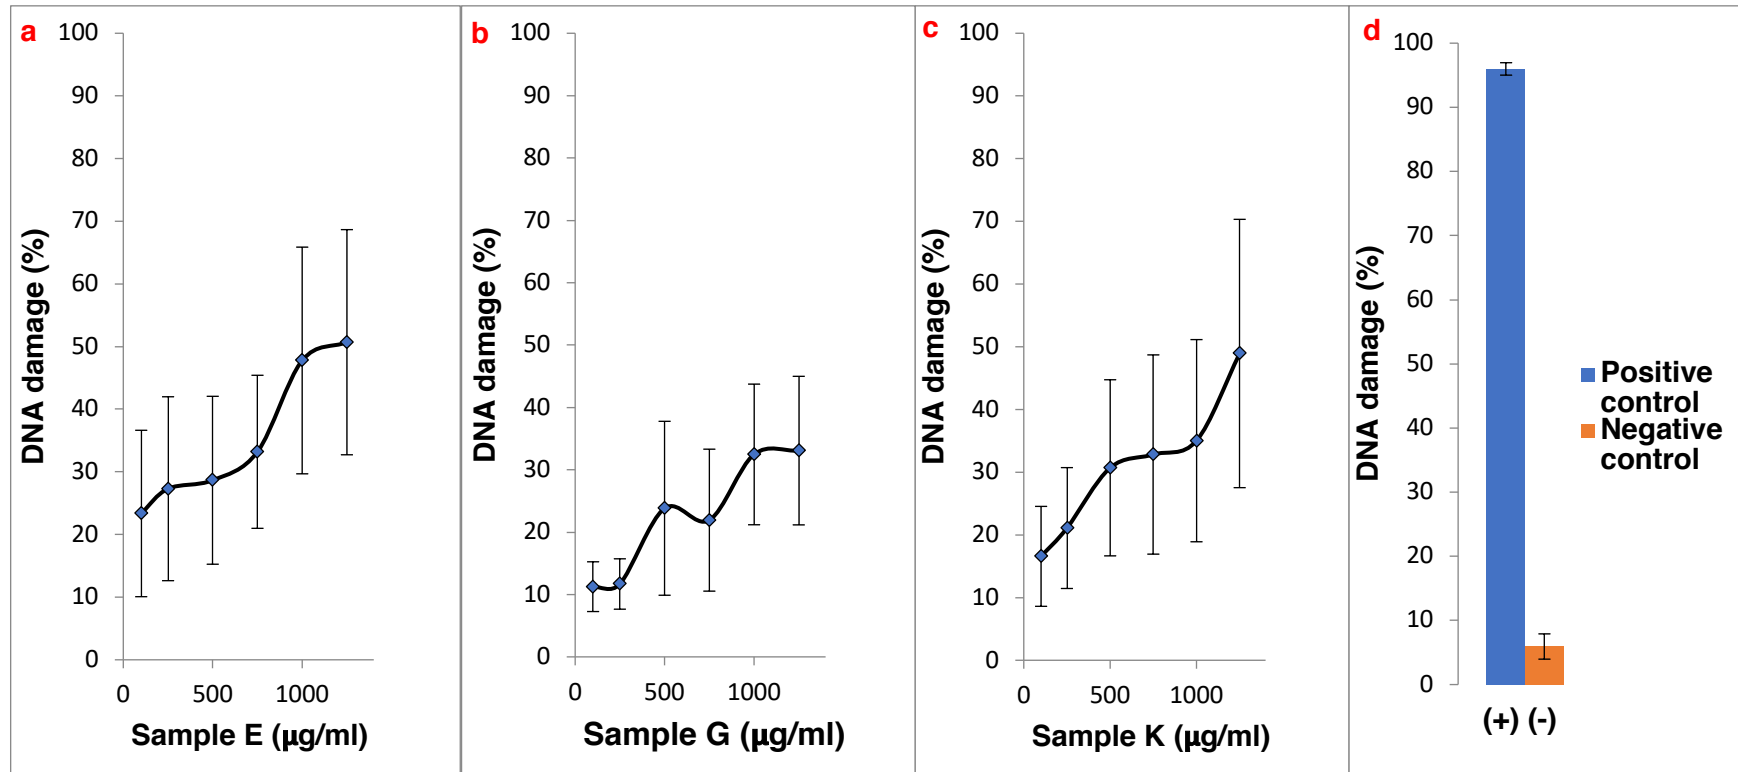 a
100
90
80
70
60
50
40
30
20
10
0
DNA damage (%)
0 500 1000
Sample E (µg/ml)
b
100
90
80
70
60
50
40
30
20
10
0
DNA damage (%)
0 500 1000
Sample G (µg/ml)
c
100
90
80
70
60
50
40
30
20
10
0
DNA damage (%)
0 500 1000
Sample K (µg/ml)
d
100
90
80
70
60
50
40
30
20
10
0
DNA damage (%)
(+) (-)
Positive
control
Negative
control